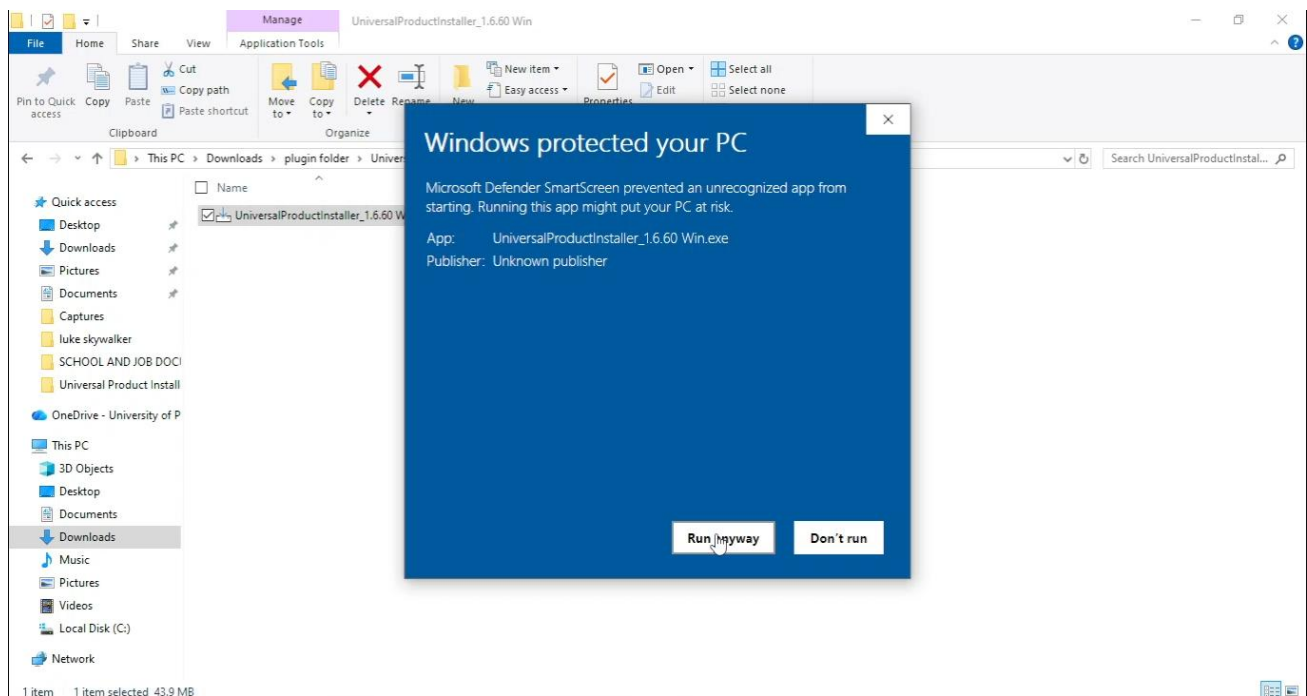 Manage
UniversalProductInstaller_1.6.60 Win
File Home Share View Application Tools
Pin to Quick access
Copy
Paste
Cut
Copy path
Paste shortcut
Clipboard
Move to
Copy to
Delete
Rename
Organize
New
New item
Easy access
Properties
Open
Edit
Select all
Select none
This PC > Downloads > plugin folder > Univer
Search UniversalProductInstal...
Name
UniversalProductInstaller_1.6.60 W
Quick access
Desktop
Downloads
Pictures
Documents
Captures
luke skywalker
SCHOOL AND JOB DOC
Universal Product Install
OneDrive - University of P
This PC
3D Objects
Desktop
Documents
Downloads
Music
Pictures
Videos
Local Disk (C:)
Network
1 item 1 item selected 43.9 MB
Windows protected your PC
Microsoft Defender SmartScreen prevented an unrecognized app from
starting. Running this app might put your PC at risk.
App: UniversalProductInstaller_1.6.60 Win.exe
Publisher: Unknown publisher
Run anyway
Don't run